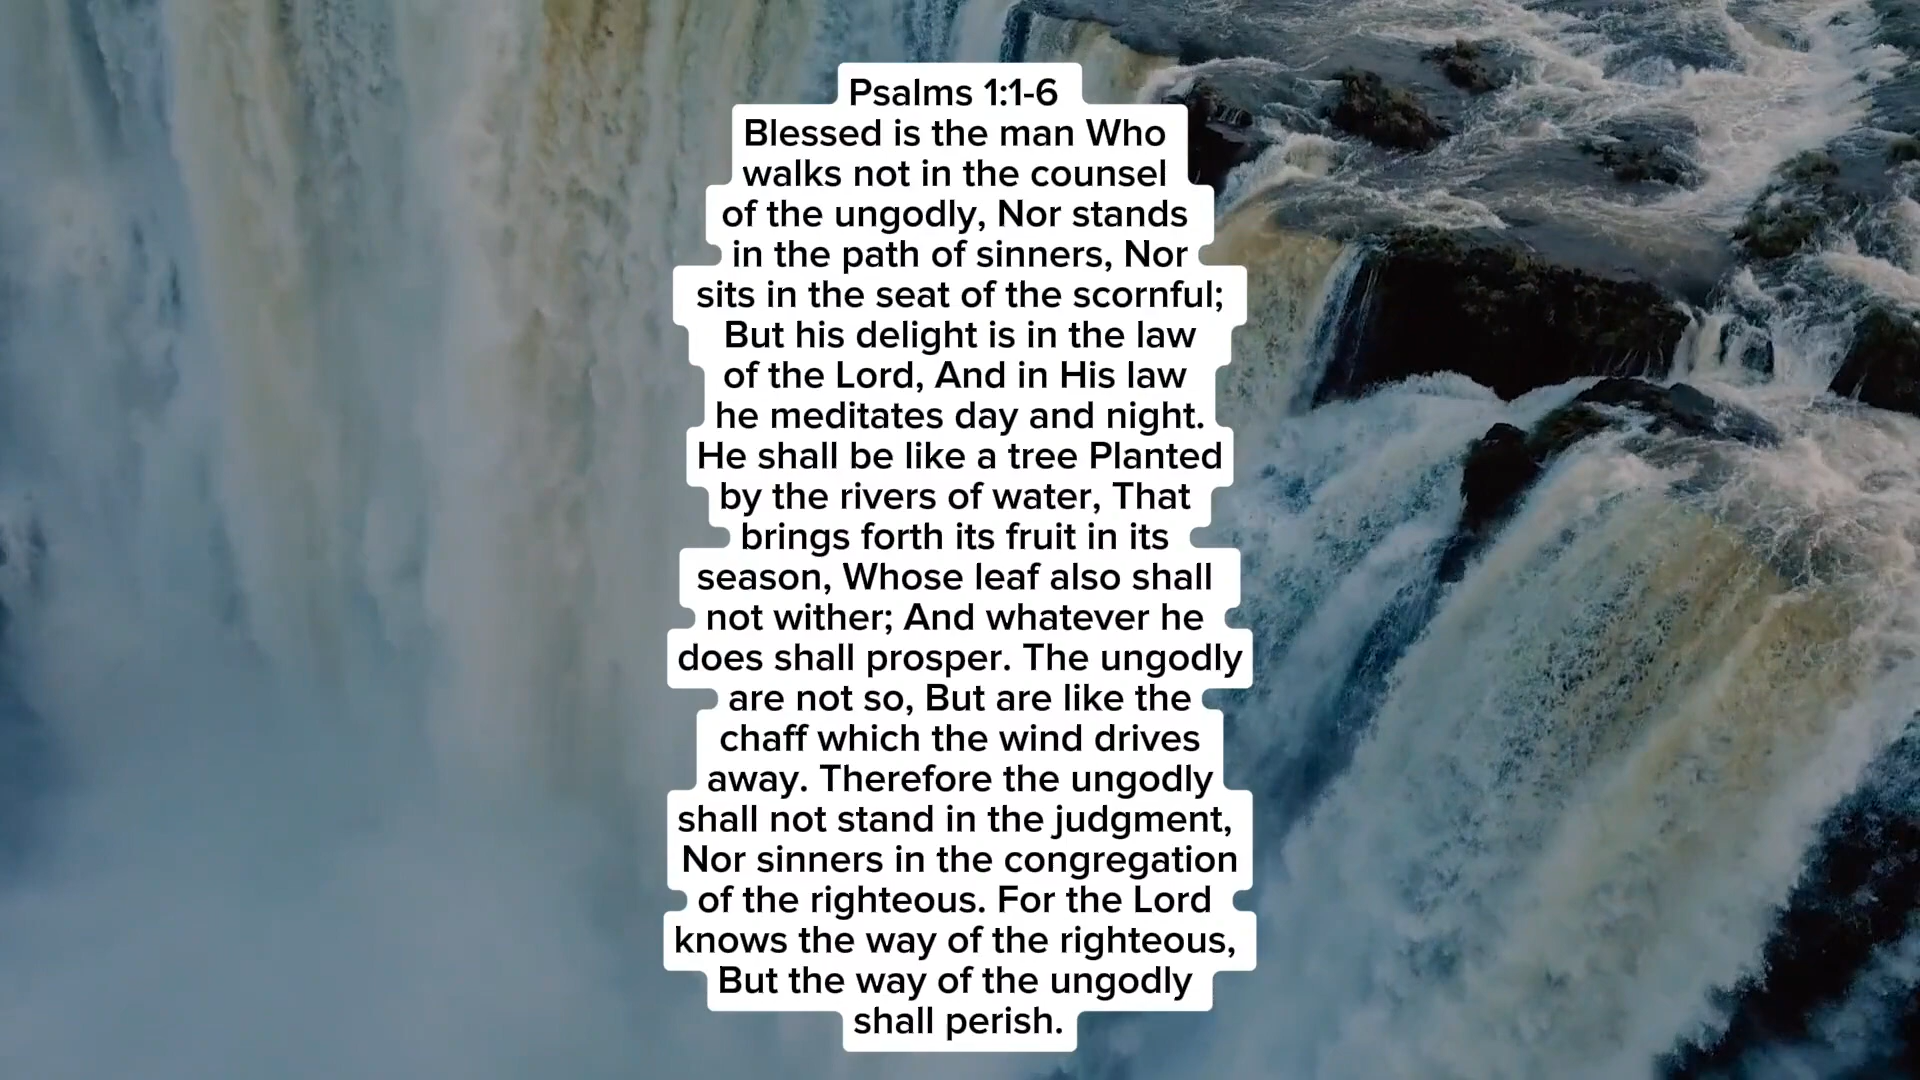 Psalms 1:1-6
Blessed is the man Who
walks not in the counsel
of the ungodly, Nor stands
in the path of sinners, Nor
sits in the seat of the scornful;
But his delight is in the law
of the Lord, And in His law
he meditates day and night.
He shall be like a tree Planted
by the rivers of water, That
brings forth its fruit in its
season, Whose leaf also shall
not wither; And whatever he
does shall prosper. The ungodly
are not so, But are like the
chaff which the wind drives
away. Therefore the ungodly
shall not stand in the judgment,
Nor sinners in the congregation
of the righteous. For the Lord
knows the way of the righteous,
But the way of the ungodly
shall perish.